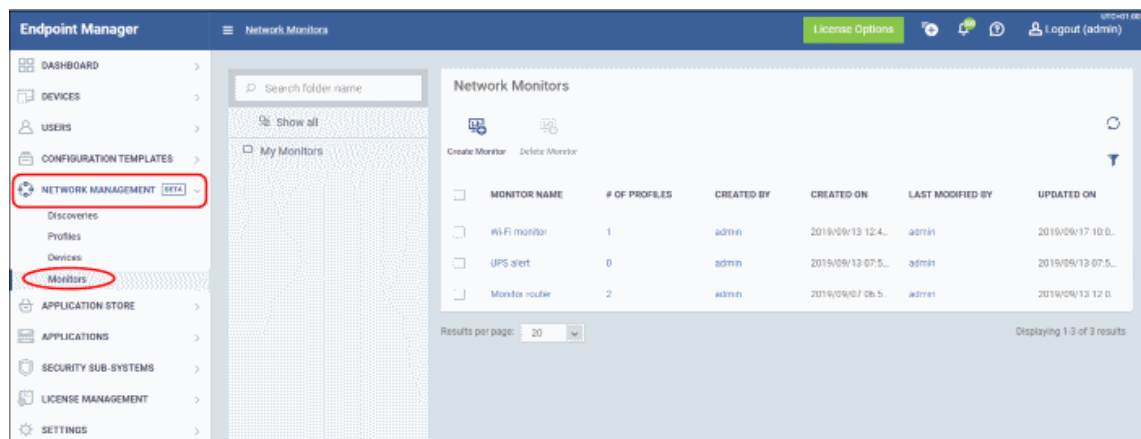 UTC+01:00
Endpoint Manager
Network Monitors
License Options
Logout (admin)
DASHBOARD
DEVICES
USERS
CONFIGURATION TEMPLATES
NETWORK MANAGEMENT BETA
Discoveries
Profiles
Devices
Monitors
APPLICATION STORE
APPLICATIONS
SECURITY SUB-SYSTEMS
LICENSE MANAGEMENT
SETTINGS
Search folder name
Show all
My Monitors
Network Monitors
Create Monitor Delete Monitor
MONITOR NAME # OF PROFILES CREATED BY CREATED ON LAST MODIFIED BY UPDATED ON
Wi-Fi monitor 1 admin 2019/09/13 12:4... admin 2019/09/17 10:0...
UPS alert 0 admin 2019/09/13 07:5... admin 2019/09/13 07:5...
Monitor router 2 admin 2019/09/07 06:5... admin 2019/09/13 12:0...
Results per page: 20
Displaying 1-3 of 3 results